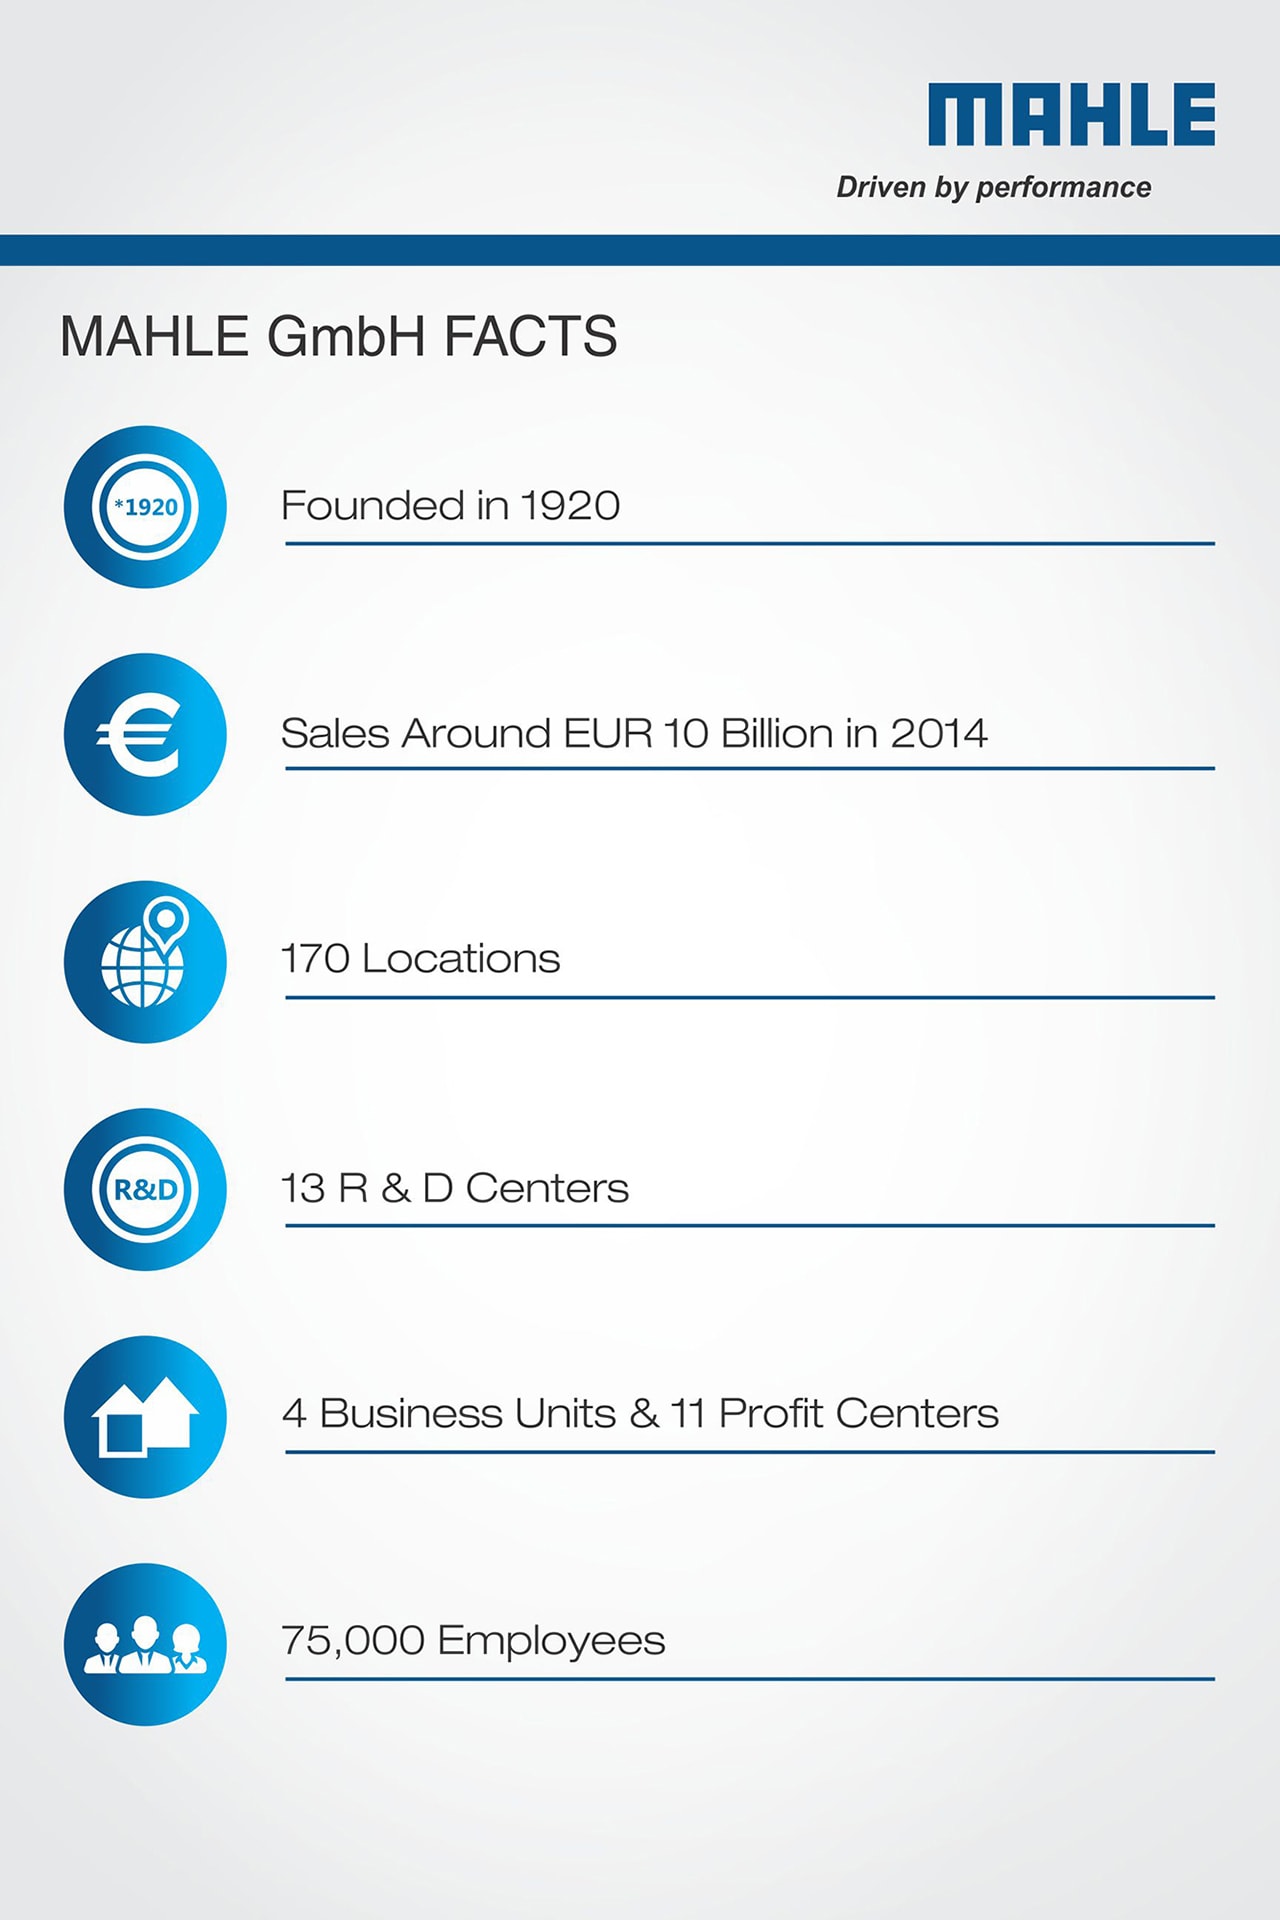 MAHLE
Driven by performance
MAHLE GmbH FACTS
*1920
Founded in 1920
€
Sales Around EUR 10 Billion in 2014
170 Locations
R&D
13 R & D Centers
4 Business Units & 11 Profit Centers
75,000 Employees